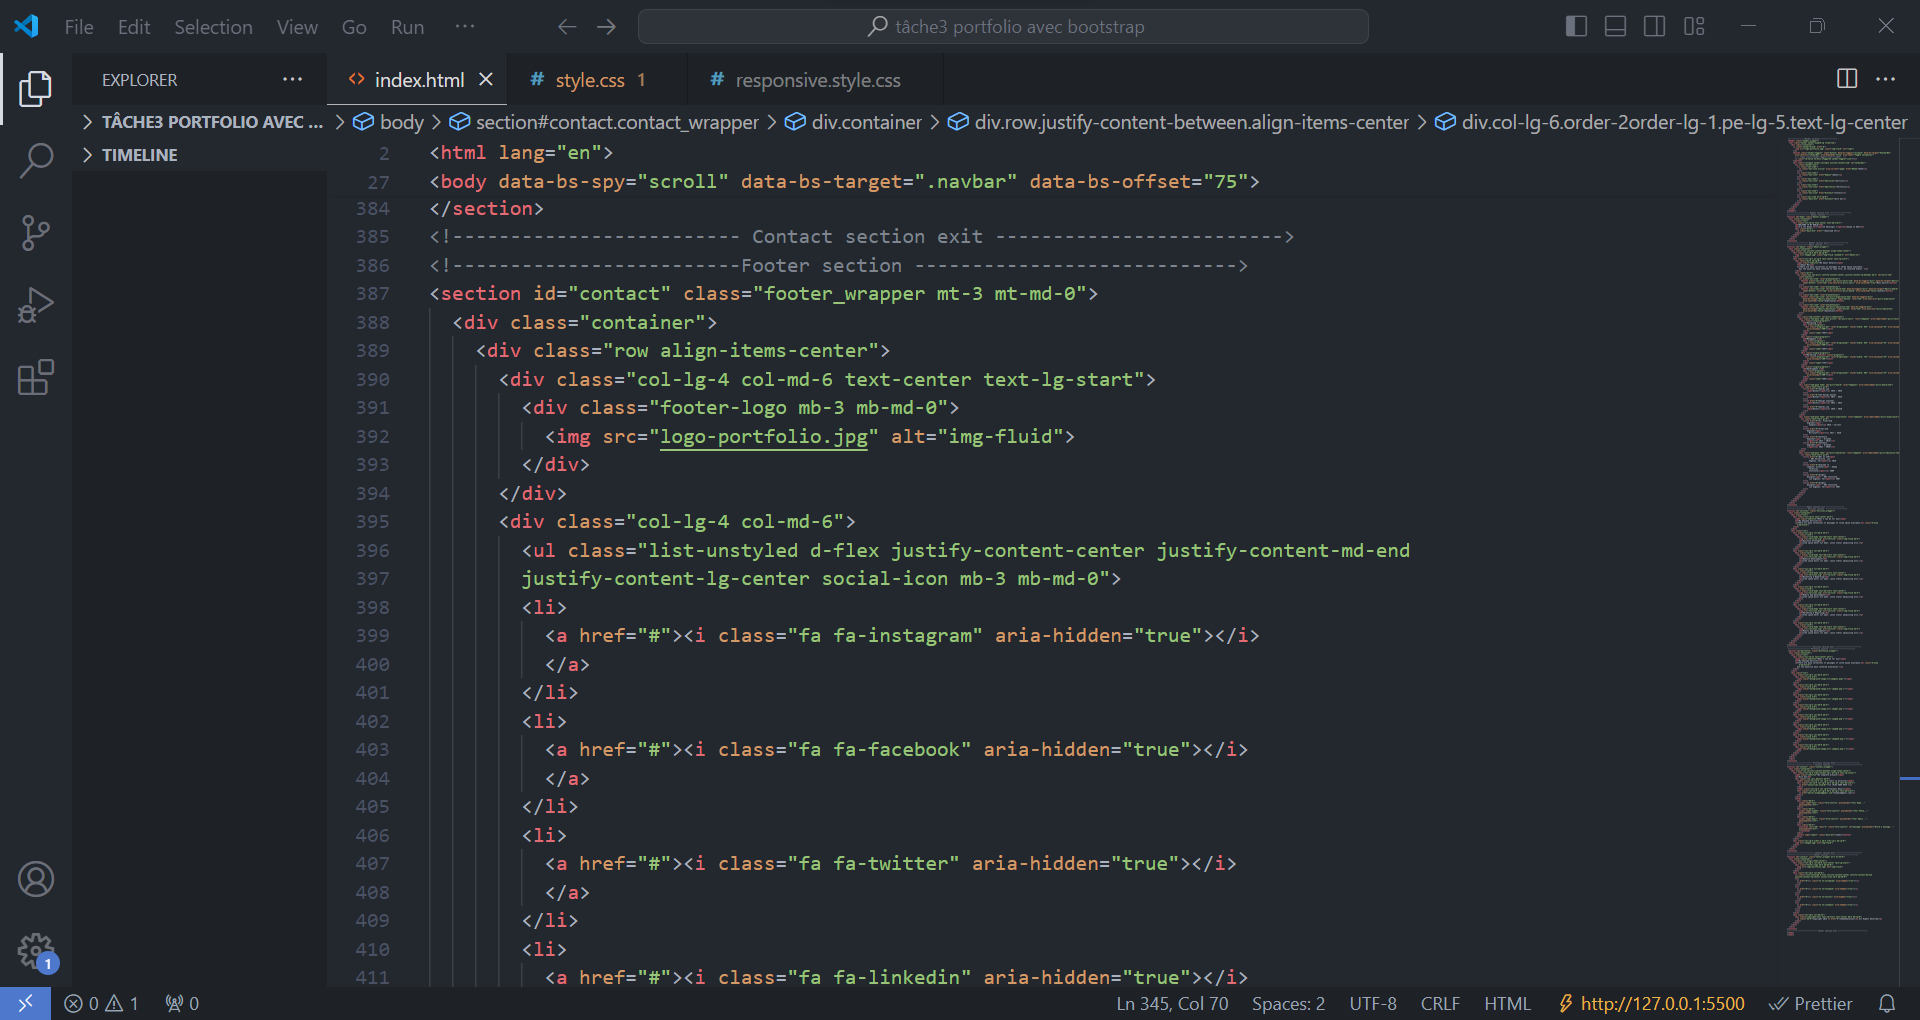 File Edit Selection View Go Run ··· tâche3 portfolio avec bootstrap
EXPLORER ···
index.html
# style.css 1
# responsive.style.css
TÂCHE3 PORTFOLIO AVEC ...
TIMELINE
body > section#contact.contact_wrapper > div.container > div.row.justify-content-between.align-items-center > div.col-lg-6.order-2order-lg-1.pe-lg-5.text-lg-center
2 <html lang="en">
27 <body data-bs-spy="scroll" data-bs-target=".navbar" data-bs-offset="75">
384 </section>
385 <!------------------------- Contact section exit ------------------------->
386 <!-------------------------Footer section ---------------------------->
387 <section id="contact" class="footer_wrapper mt-3 mt-md-0">
388 <div class="container">
389 <div class="row align-items-center">
390 <div class="col-lg-4 col-md-6 text-center text-lg-start">
391 <div class="footer-logo mb-3 mb-md-0">
392 <img src="logo-portfolio.jpg" alt="img-fluid">
393 </div>
394 </div>
395 <div class="col-lg-4 col-md-6">
396 <ul class="list-unstyled d-flex justify-content-center justify-content-md-end
397 justify-content-lg-center social-icon mb-3 mb-md-0">
398 <li>
399 <a href="#"><i class="fa fa-instagram" aria-hidden="true"></i>
400 </a>
401 </li>
402 <li>
403 <a href="#"><i class="fa fa-facebook" aria-hidden="true"></i>
404 </a>
405 </li>
406 <li>
407 <a href="#"><i class="fa fa-twitter" aria-hidden="true"></i>
408 </a>
409 </li>
410 <li>
411 <a href="#"><i class="fa fa-linkedin" aria-hidden="true"></i>
1
0 1 0 Ln 345, Col 70 Spaces: 2 UTF-8 CRLF HTML http://127.0.0.1:5500 Prettier